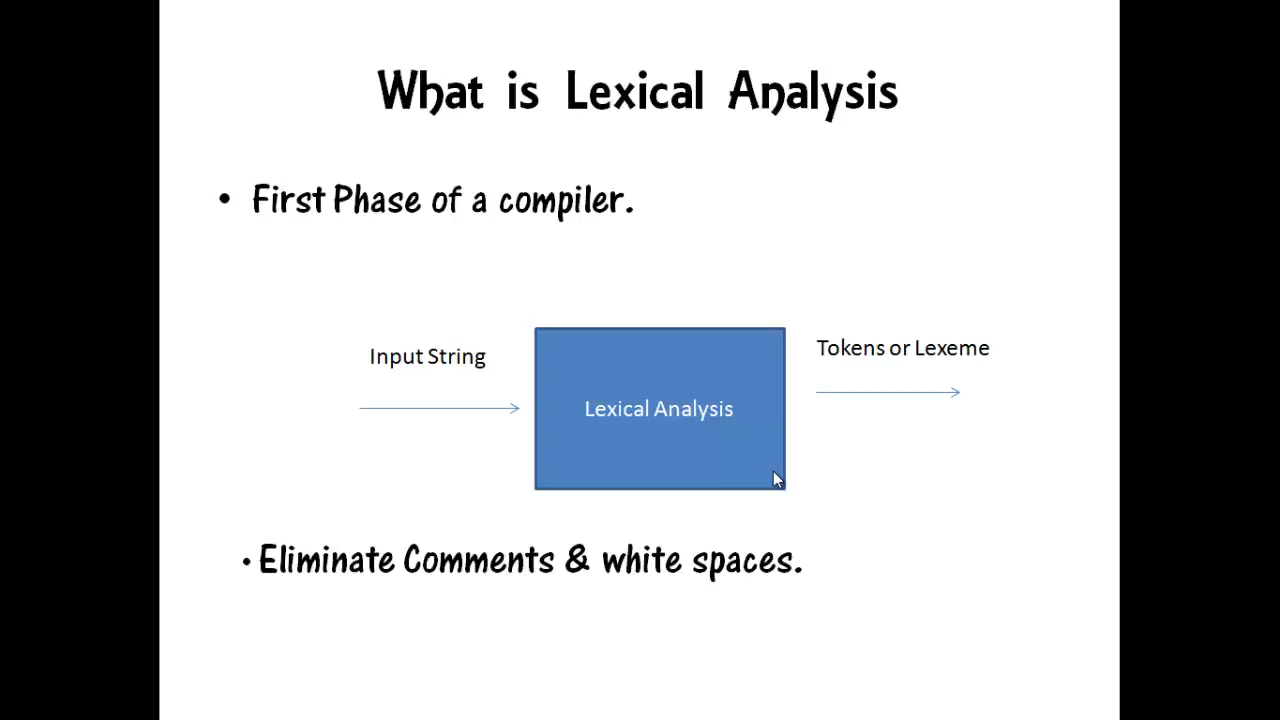 What is Lexical Analysis
• First Phase of a compiler.
Input String
Lexical Analysis
Tokens or Lexeme
• Eliminate Comments & white spaces.